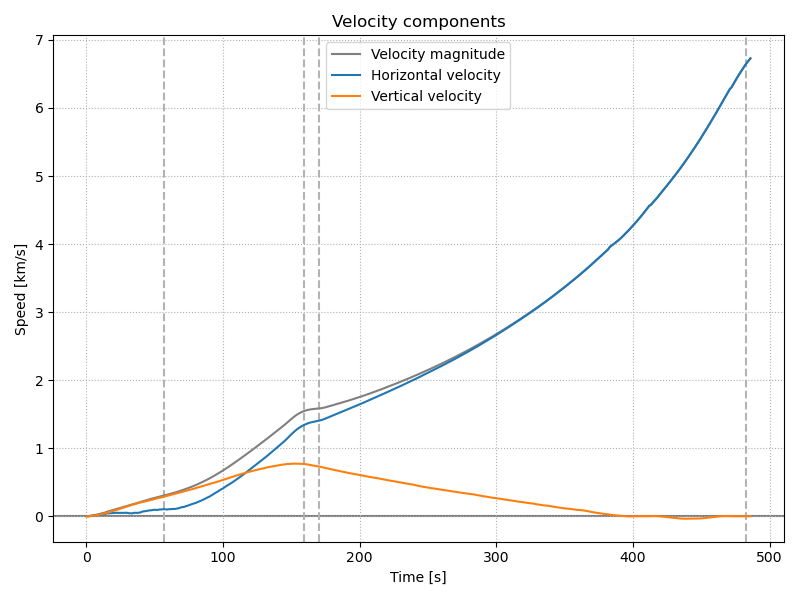 Velocity components
Velocity magnitude
Horizontal velocity
Vertical velocity
Speed [km/s]
7
6
5
4
3
2
1
0
0 100 200 300 400 500
Time [s]